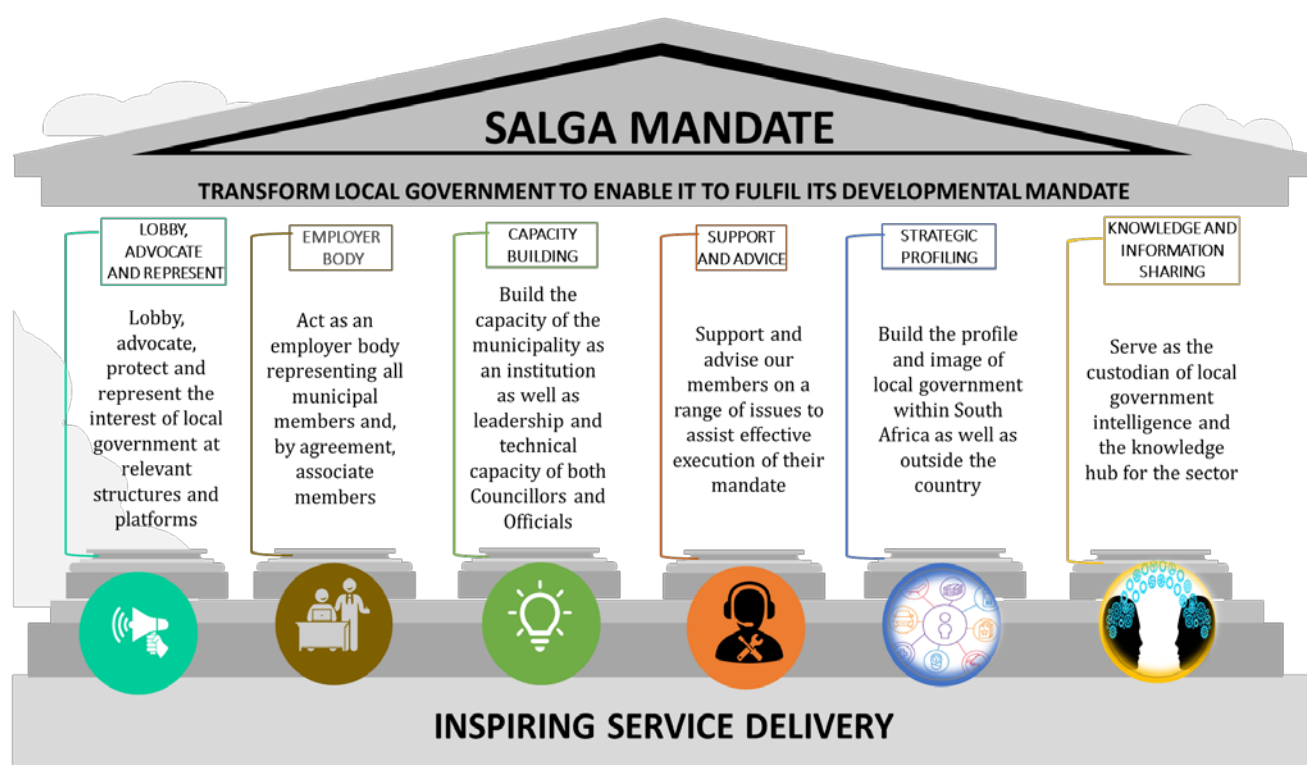 SALGA MANDATE
TRANSFORM LOCAL GOVERNMENT TO ENABLE IT TO FULFIL ITS DEVELOPMENTAL MANDATE
LOBBY,
ADVOCATE
AND REPRESENT
Lobby,
advocate,
protect and
represent the
interest of local
government at
relevant
structures and
platforms
EMPLOYER
BODY
Act as an
employer body
representing all
municipal
members and,
by agreement,
associate
members
CAPACITY
BUILDING
Build the
capacity of the
municipality as
an institution
as well as
leadership and
technical
capacity of both
Councillors and
Officials
SUPPORT
AND ADVICE
Support and
advise our
members on a
range of issues to
assist effective
execution of their
mandate
STRATEGIC
PROFILING
Build the profile
and image of
local government
within South
Africa as well as
outside the
country
KNOWLEDGE AND
INFORMATION
SHARING
Serve as the
custodian of local
government
intelligence and
the knowledge
hub for the sector
INSPIRING SERVICE DELIVERY